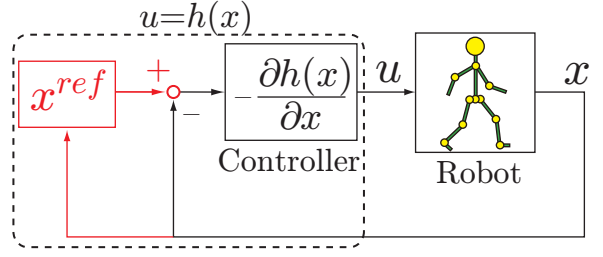 u=h(x)
x^{ref}
+
−
−∂h(x)/∂x
Controller
u
Robot
x